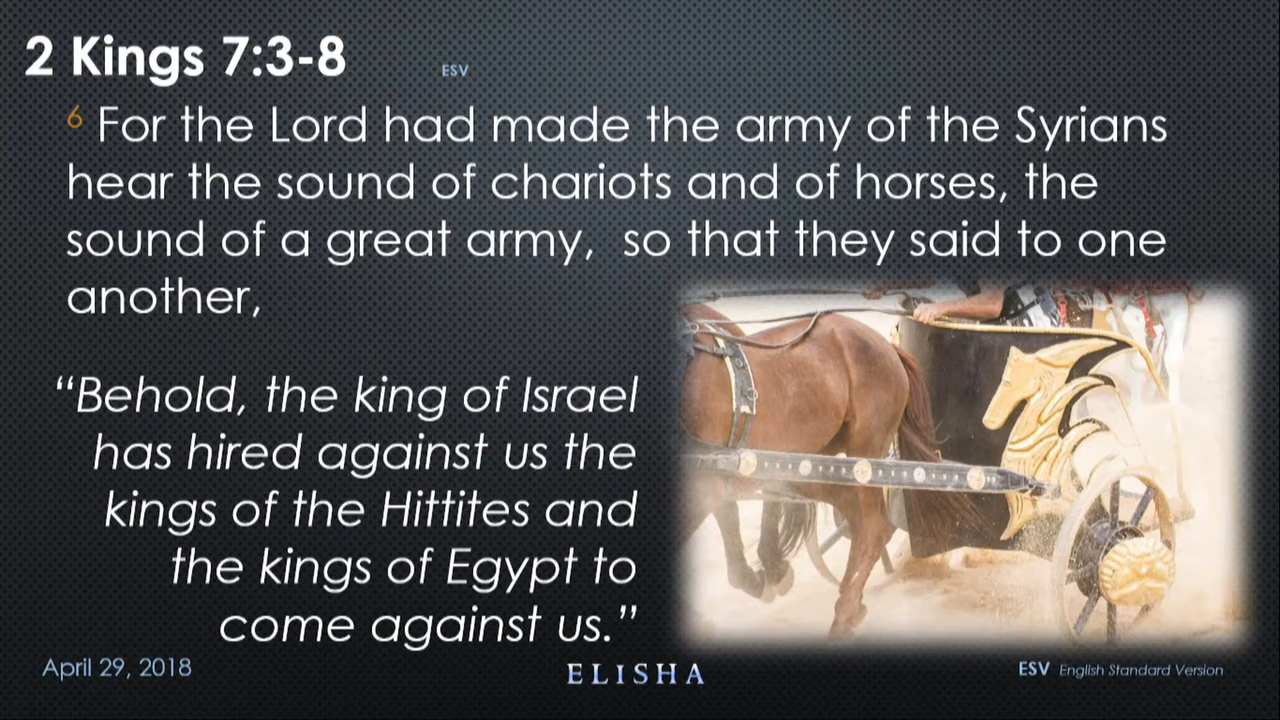 2 Kings 7:3-8 ESV
6 For the Lord had made the army of the Syrians
hear the sound of chariots and of horses, the
sound of a great army,  so that they said to one
another,
“Behold, the king of Israel
has hired against us the
kings of the Hittites and
the kings of Egypt to
come against us.”
April 29, 2018
ELISHA
ESV English Standard Version